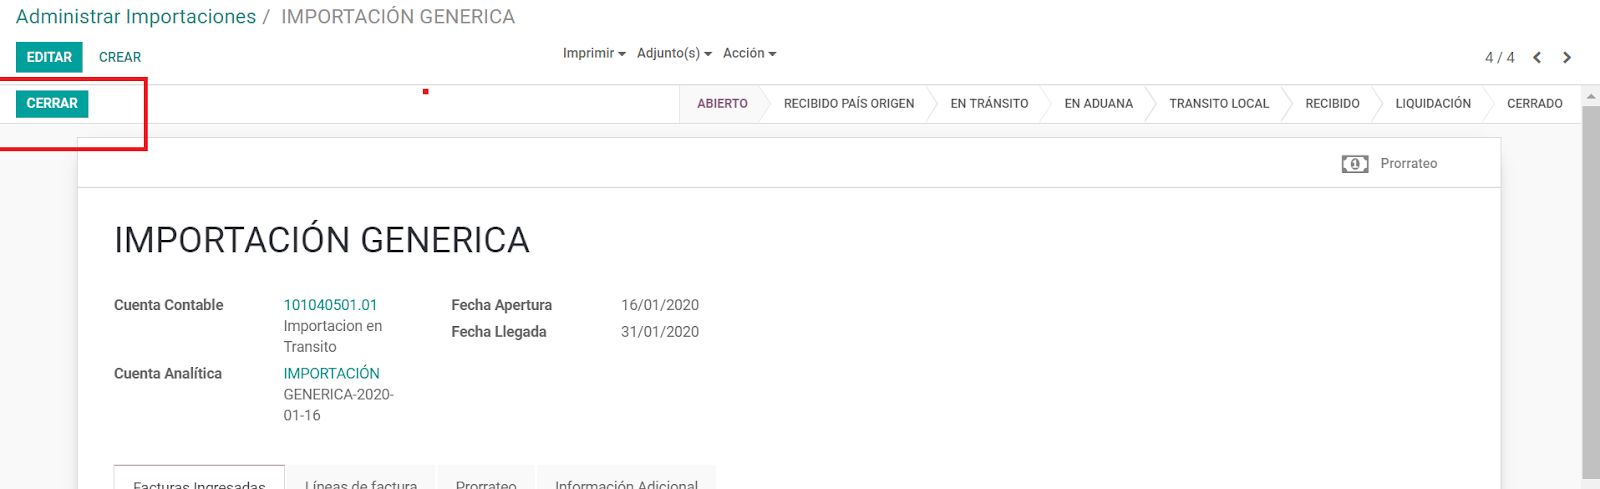 Administrar Importaciones / IMPORTACIÓN GENERICA
EDITAR CREAR Imprimir Adjunto(s) Acción 4 / 4
CERRAR ABIERTO RECIBIDO PAÍS ORIGEN EN TRÁNSITO EN ADUANA TRANSITO LOCAL RECIBIDO LIQUIDACIÓN CERRADO
Prorrateo
IMPORTACIÓN GENERICA
Cuenta Contable 101040501.01 Fecha Apertura 16/01/2020
Importacion en Fecha Llegada 31/01/2020
Transito
Cuenta Analítica IMPORTACIÓN
GENERICA-2020-
01-16
Facturas Ingresadas Líneas de factura Prorrateo Información Adicional